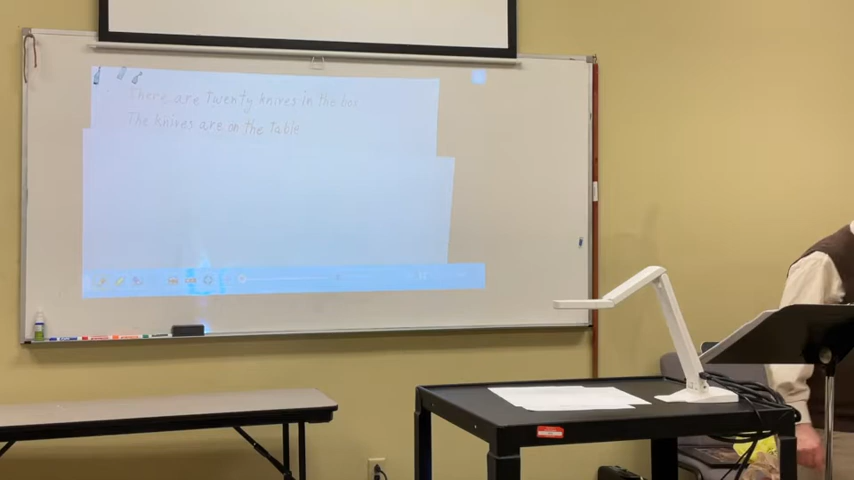 There are Twenty knives in the box
The knives are on the Table